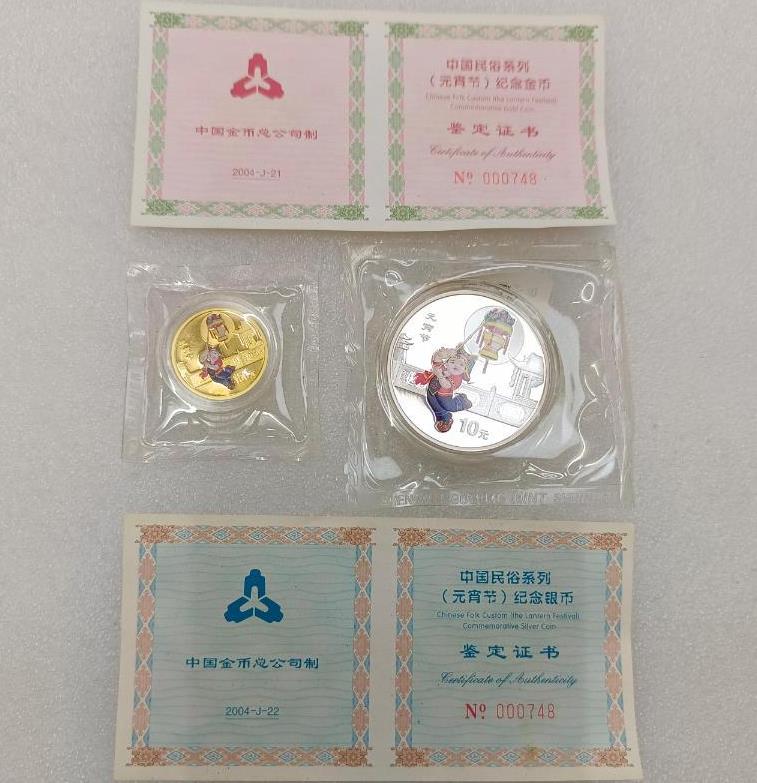 中国金币总公司制
2004-J-21
中国民俗系列
（元宵节）纪念金币
Chinese Folk Custom (the Lantern Festival)
Commemorative Gold Coin
鉴定证书
Certificate of Authenticity
Nº 000748
元宵节
10元
中国金币总公司制
2004-J-22
中国民俗系列
（元宵节）纪念银币
Chinese Folk Custom (the Lantern Festival)
Commemorative Silver Coin
鉴定证书
Certificate of Authenticity
Nº 000748